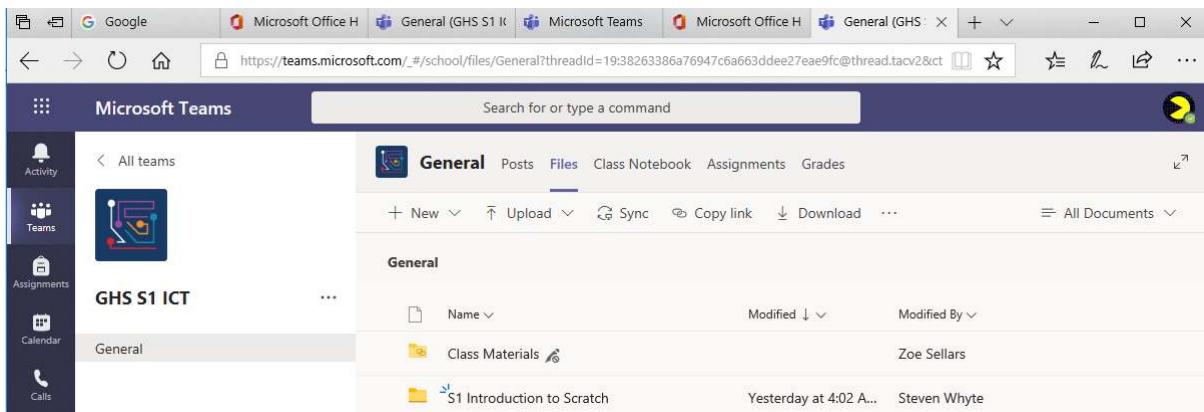 Google Microsoft Office H General (GHS S1 IC Microsoft Teams Microsoft Office H General (GHS
https://teams.microsoft.com/_#/school/files/General?threadId=19:38263386a76947c6a663ddee27eae9fc@thread.tacv2&ct
Microsoft Teams Search for or type a command
Activity All teams General Posts Files Class Notebook Assignments Grades
Teams + New Upload Sync Copy link Download ... All Documents
Assignments General
GHS S1 ICT ...
Name Modified Modified By
Calendar General Class Materials Zoe Sellars
Calls S1 Introduction to Scratch Yesterday at 4:02 A... Steven Whyte